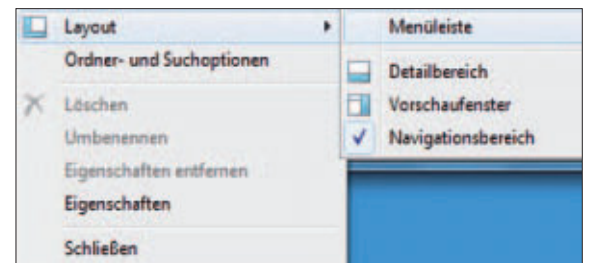 Layout
Ordner- und Suchoptionen
Löschen
Umbenennen
Eigenschaften entfernen
Eigenschaften
Schließen
Menüleiste
Detailbereich
Vorschaufenster
Navigationsbereich